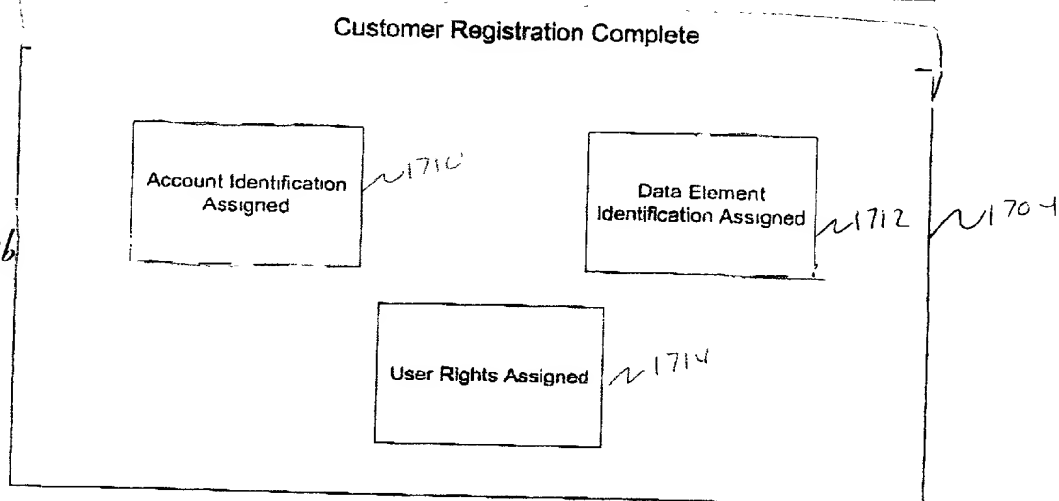 Customer Registration Complete
Account Identification
Assigned
1710
Data Element
Identification Assigned
1712
1704
b
User Rights Assigned
1714